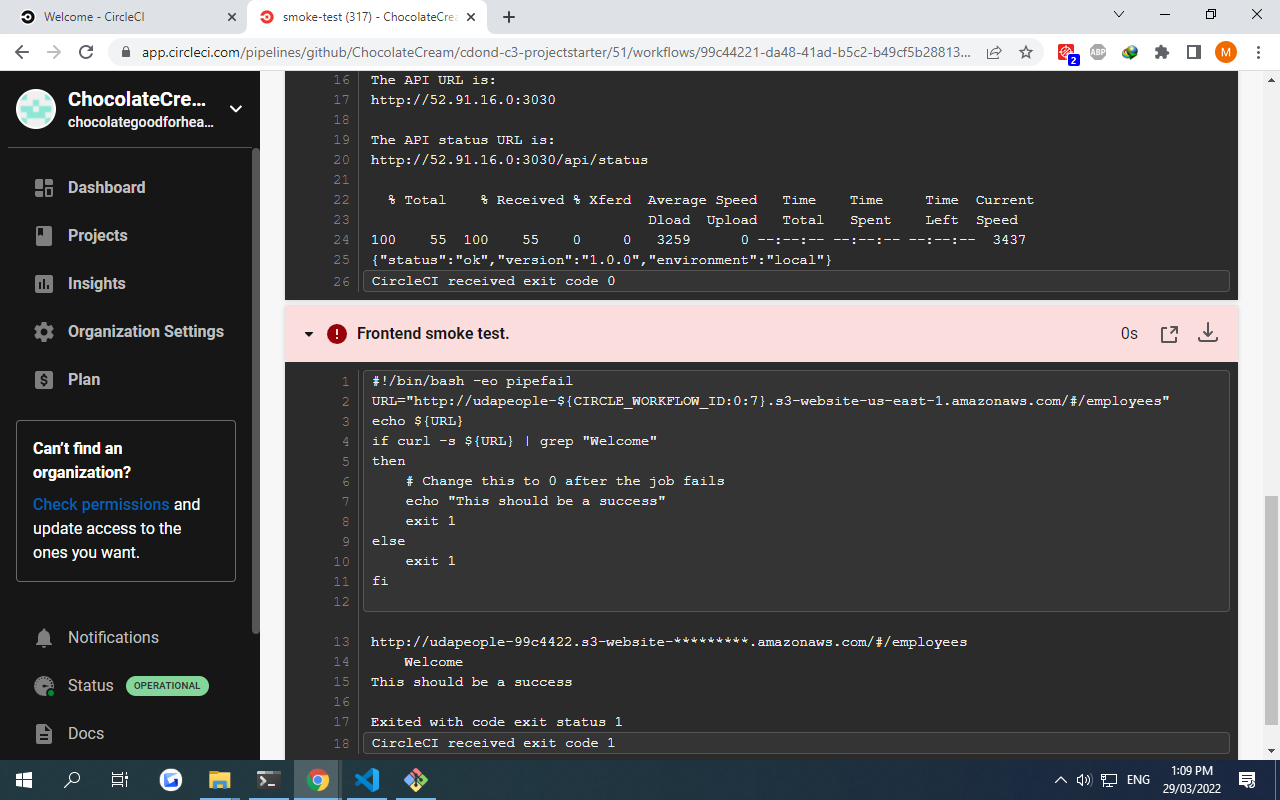 Welcome - CircleCI
smoke-test (317) - ChocolateCrea
app.circleci.com/pipelines/github/ChocolateCream/cdond-c3-projectstarter/51/workflows/99c44221-da48-41ad-b5c2-b49cf5b28813...
2
ABP
M
ChocolateCre...
chocolategoodforhea...
Dashboard
Projects
Insights
Organization Settings
Plan
Can't find an
organization?
Check permissions and
update access to the
ones you want.
Notifications
Status OPERATIONAL
Docs
16 The API URL is:
17 http://52.91.16.0:3030
18
19 The API status URL is:
20 http://52.91.16.0:3030/api/status
21
22 % Total % Received % Xferd Average Speed Time Time Time Current
23 Dload Upload Total Spent Left Speed
24 100 55 100 55 0 0 3259 0 --:--:-- --:--:-- --:--:-- 3437
25 {"status":"ok","version":"1.0.0","environment":"local"}
26 CircleCI received exit code 0
Frontend smoke test. 0s
1 #!/bin/bash -eo pipefail
2 URL="http://udapeople-${CIRCLE_WORKFLOW_ID:0:7}.s3-website-us-east-1.amazonaws.com/#/employees"
3 echo ${URL}
4 if curl -s ${URL} | grep "Welcome"
5 then
6 # Change this to 0 after the job fails
7 echo "This should be a success"
8 exit 1
9 else
10 exit 1
11 fi
12
13 http://udapeople-99c4422.s3-website-*********.amazonaws.com/#/employees
14 Welcome
15 This should be a success
16
17 Exited with code exit status 1
18 CircleCI received exit code 1
ENG
1:09 PM
29/03/2022